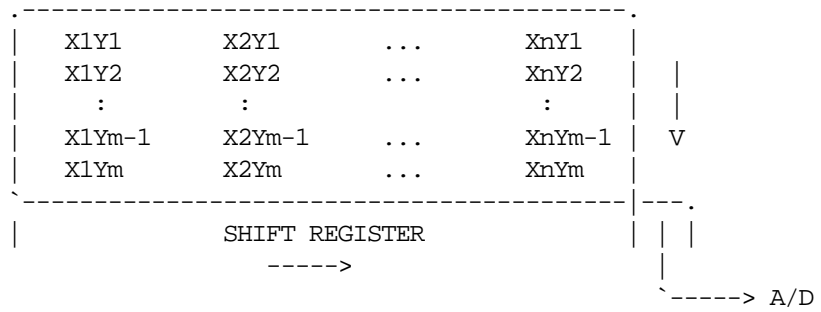 X1Y1 X2Y1 ... XnY1
X1Y2 X2Y2 ... XnY2
: : :
X1Ym-1 X2Ym-1 ... XnYm-1 V
X1Ym X2Ym ... XnYm
SHIFT REGISTER
----->
`-----> A/D